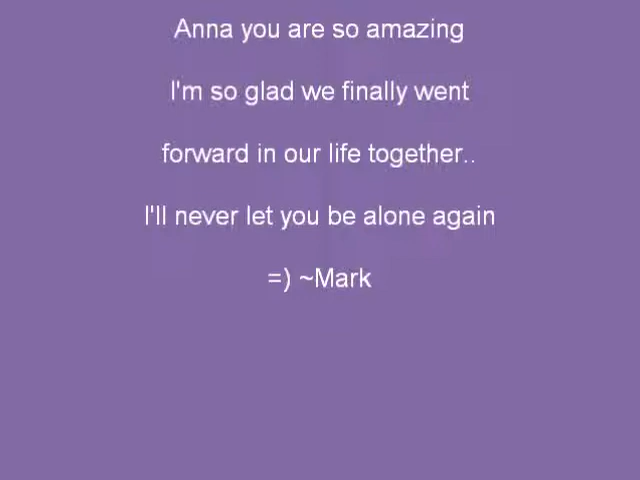 Anna you are so amazing
I'm so glad we finally went
forward in our life together..
I'll never let you be alone again
=) ~Mark